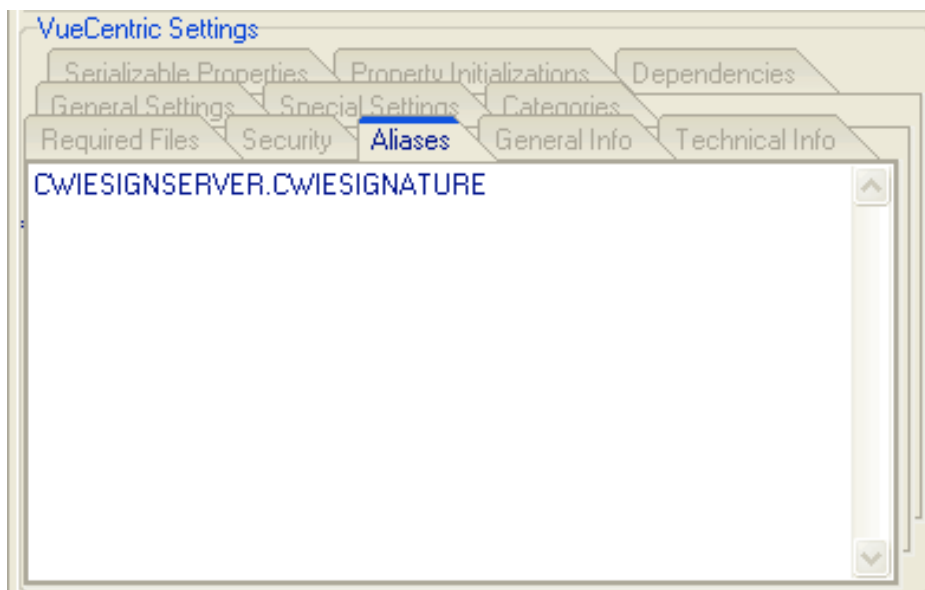 VueCentric Settings
Serializable Properties Property Initializations Dependencies
General Settings Special Settings Categories
Required Files Security Aliases General Info Technical Info
CWIESIGNSERVER.CWIESIGNATURE